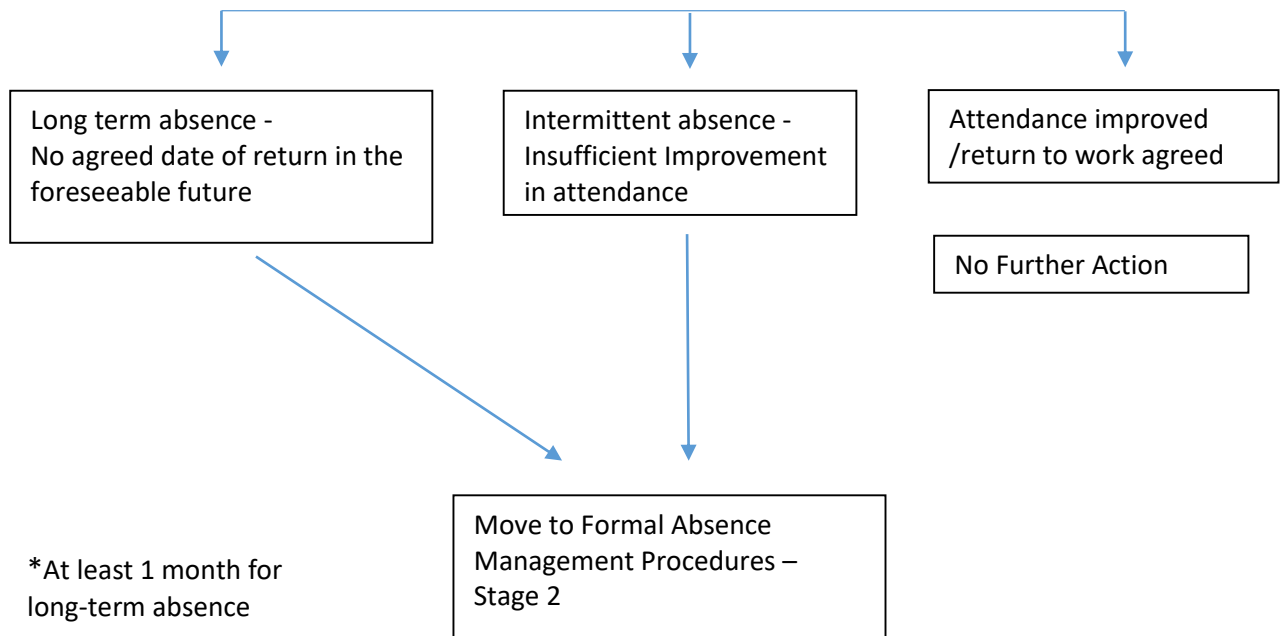 Long term absence -
No agreed date of return in the
foreseeable future
Intermittent absence -
Insufficient Improvement
in attendance
Attendance improved
/return to work agreed
No Further Action
Move to Formal Absence
Management Procedures –
Stage 2
*At least 1 month for
long-term absence